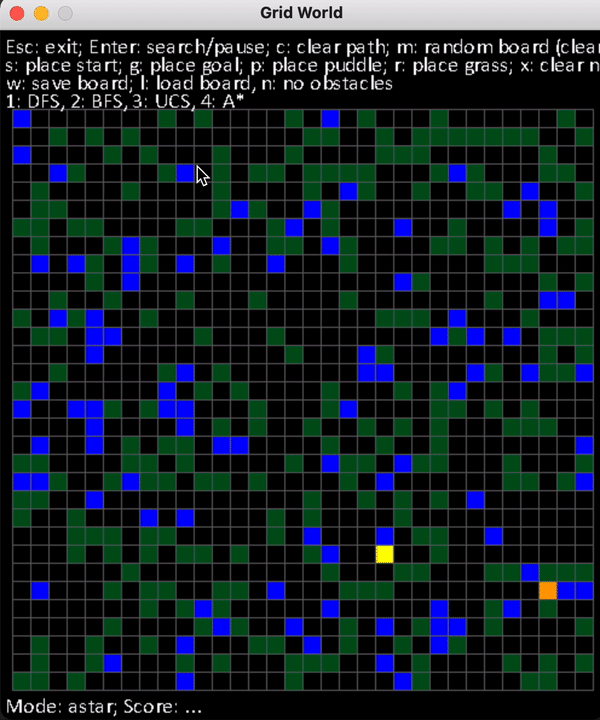 Grid World
Esc: exit; Enter: search/pause; c: clear path; m: random board (clea
s: place start; g: place goal; p: place puddle; r: place grass; x: clear n
w: save board; l: load board, n: no obstacles
1: DFS, 2: BFS, 3: UCS, 4: A*
Mode: astar; Score: ...